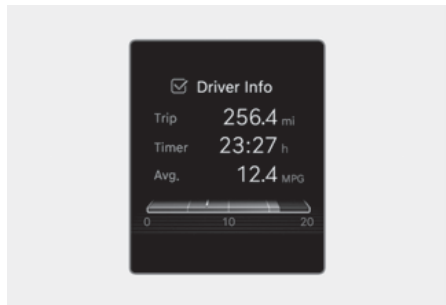 Driver Info
Trip 256.4 mi
Timer 23:27 h
Avg. 12.4 MPG
0 10 20